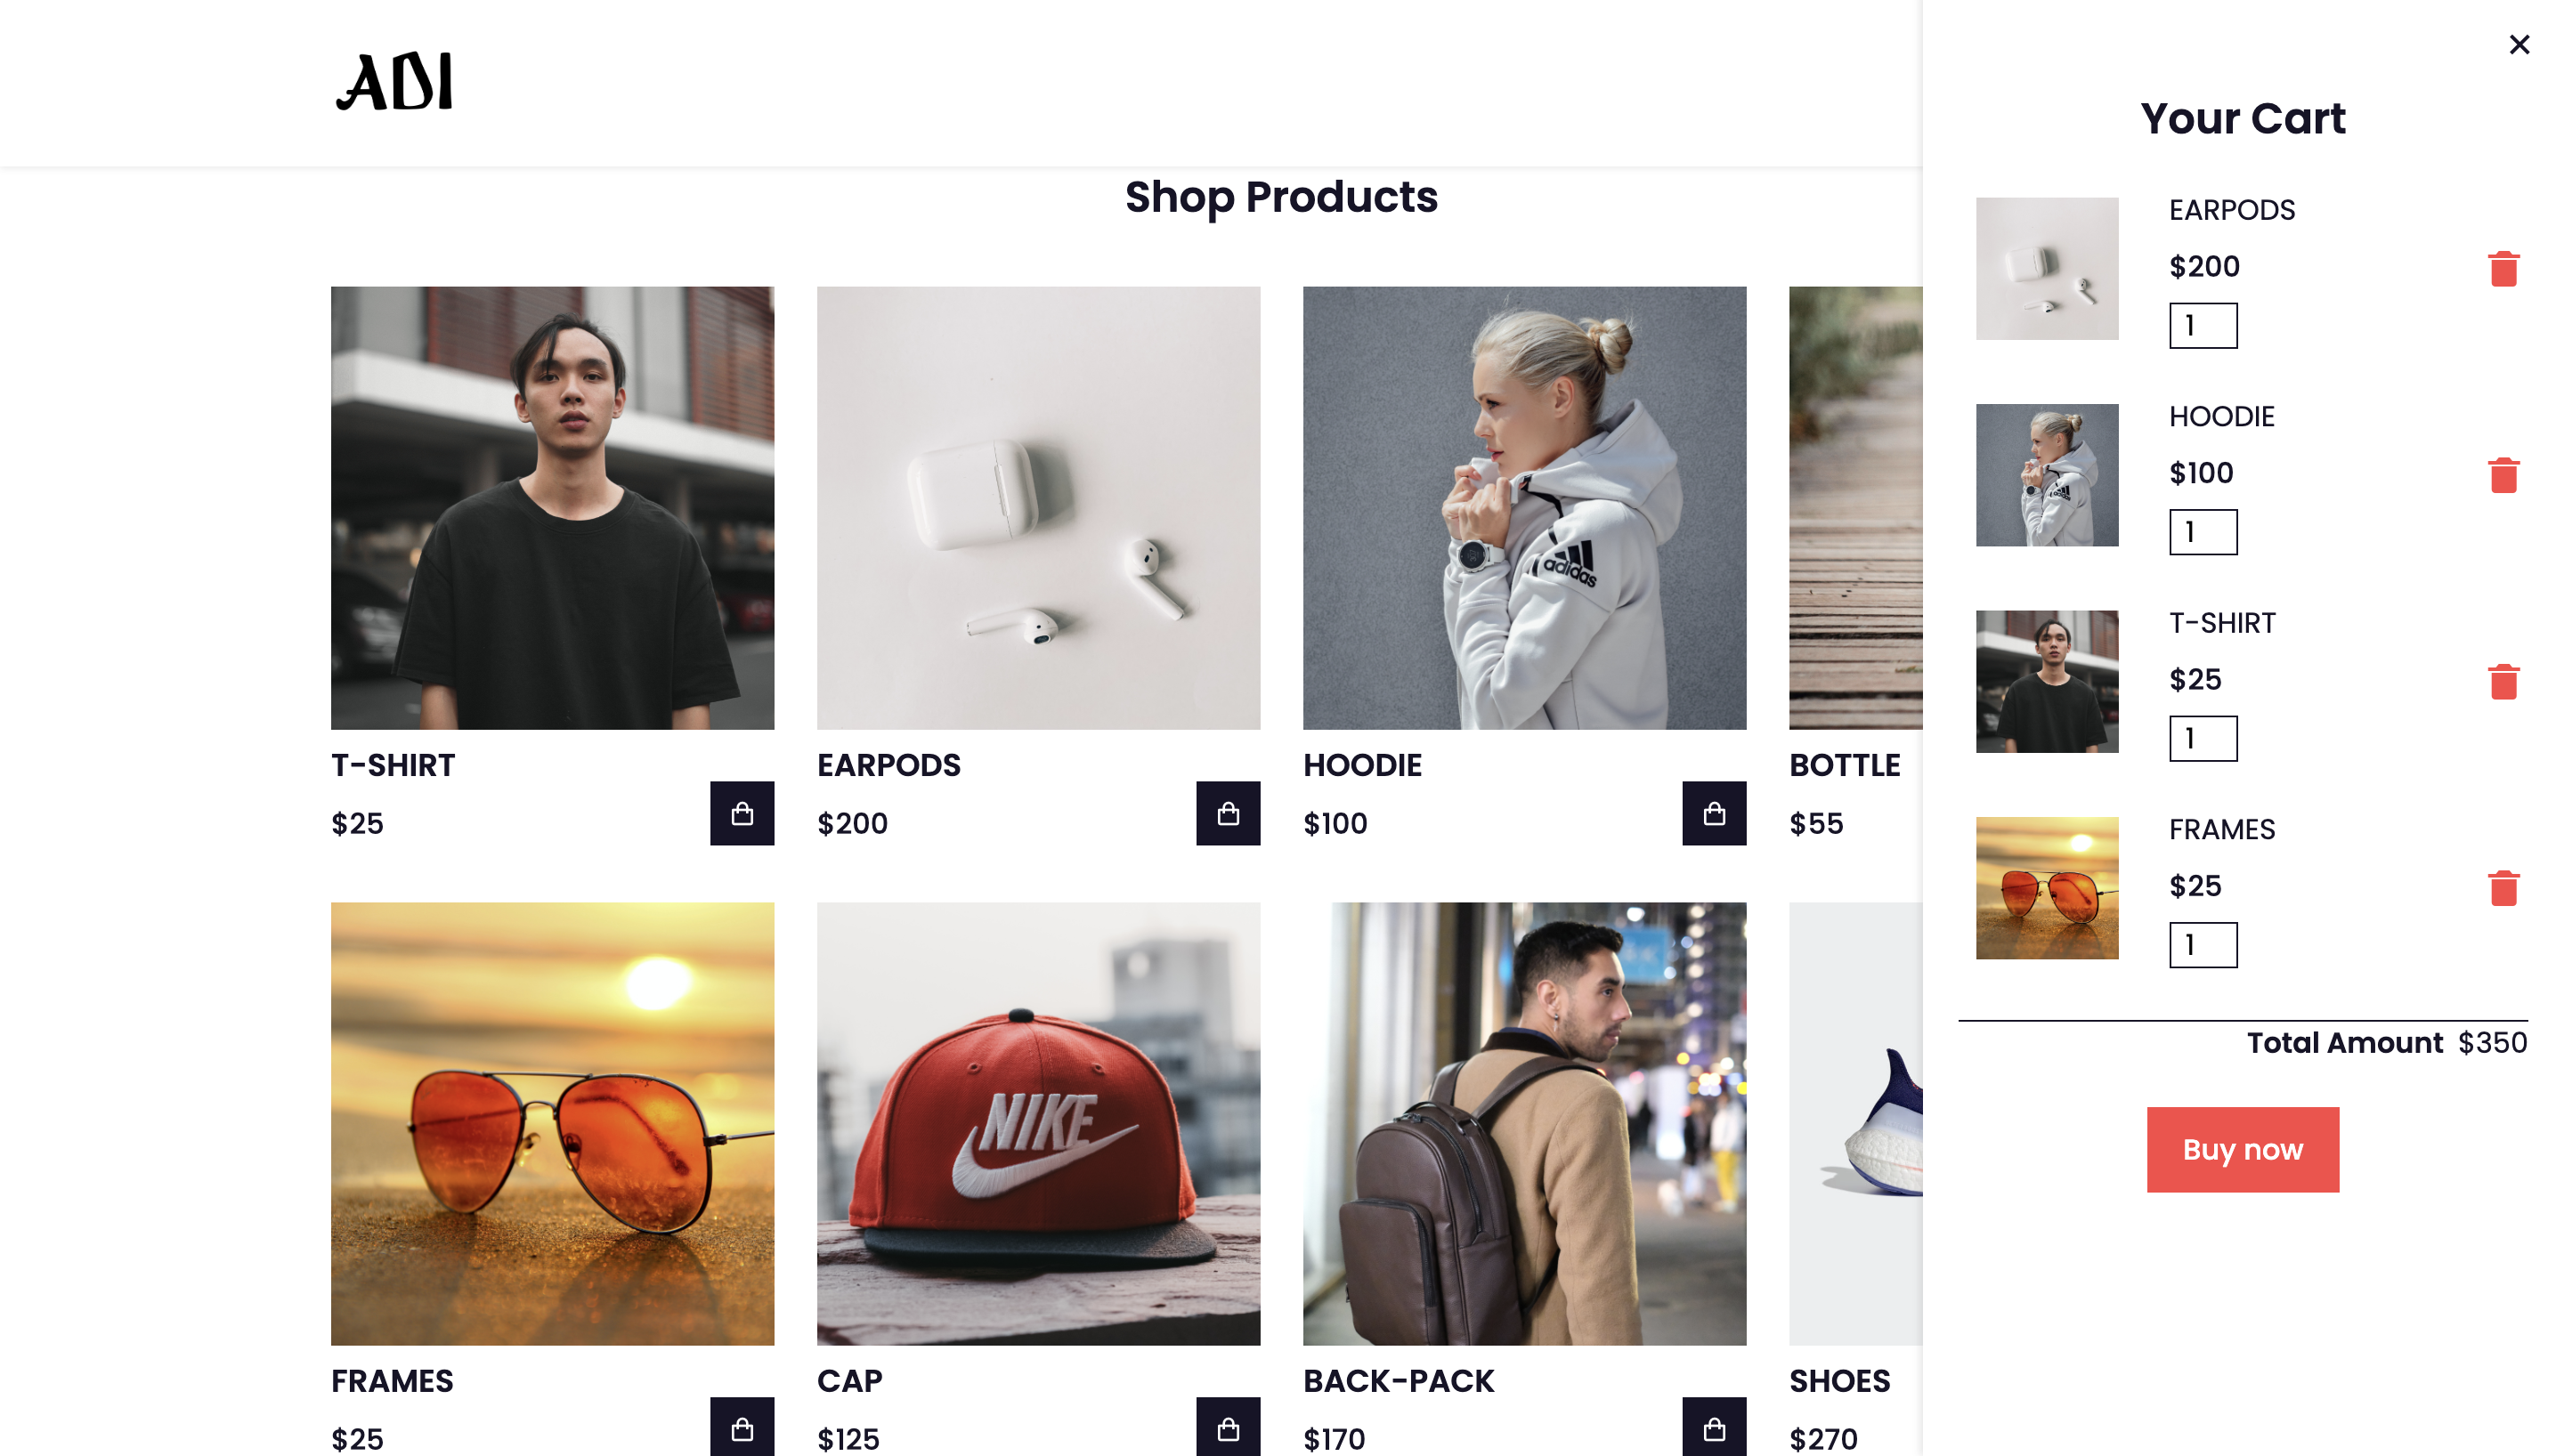 ADI
Shop Products
adidas
T-SHIRT
$25
EARPODS
$200
HOODIE
$100
BOTTLE
$55
NIKE
FRAMES
$25
CAP
$125
BACK-PACK
$170
SHOES
$270
Your Cart
EARPODS
$200
1
HOODIE
$100
adidas
1
T-SHIRT
$25
1
FRAMES
$25
1
Total Amount $350
Buy now